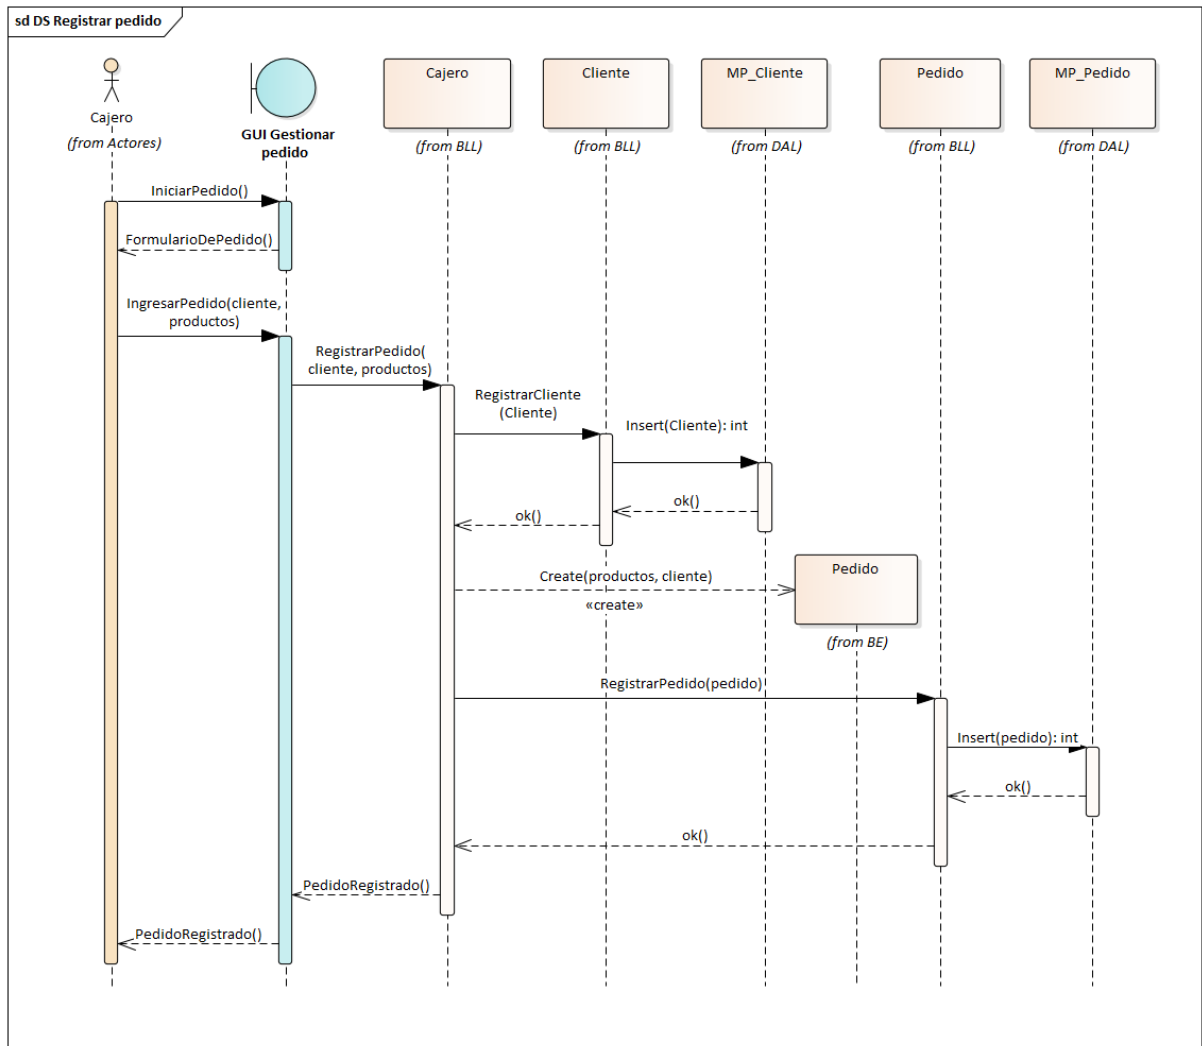 sd DS Registrar pedido
Cajero
(from Actores)
GUI Gestionar
pedido
Cajero
(from BLL)
Cliente
(from BLL)
MP_Cliente
(from DAL)
Pedido
(from BLL)
MP_Pedido
(from DAL)
IniciarPedido()
FormularioDePedido()
IngresarPedido(cliente,
productos)
RegistrarPedido(
cliente, productos)
RegistrarCliente
(Cliente)
Insert(Cliente): int
ok()
ok()
Create(productos, cliente)
«create»
Pedido
(from BE)
RegistrarPedido(pedido)
Insert(pedido): int
ok()
ok()
PedidoRegistrado()
PedidoRegistrado()